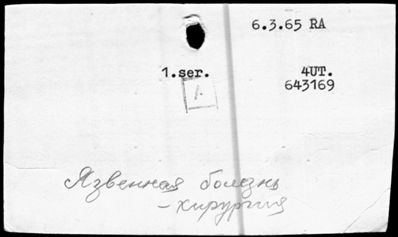 6.3.65 RA
1.ser. 4UT.
643169
A
Язвенная болезнь
-хирургия